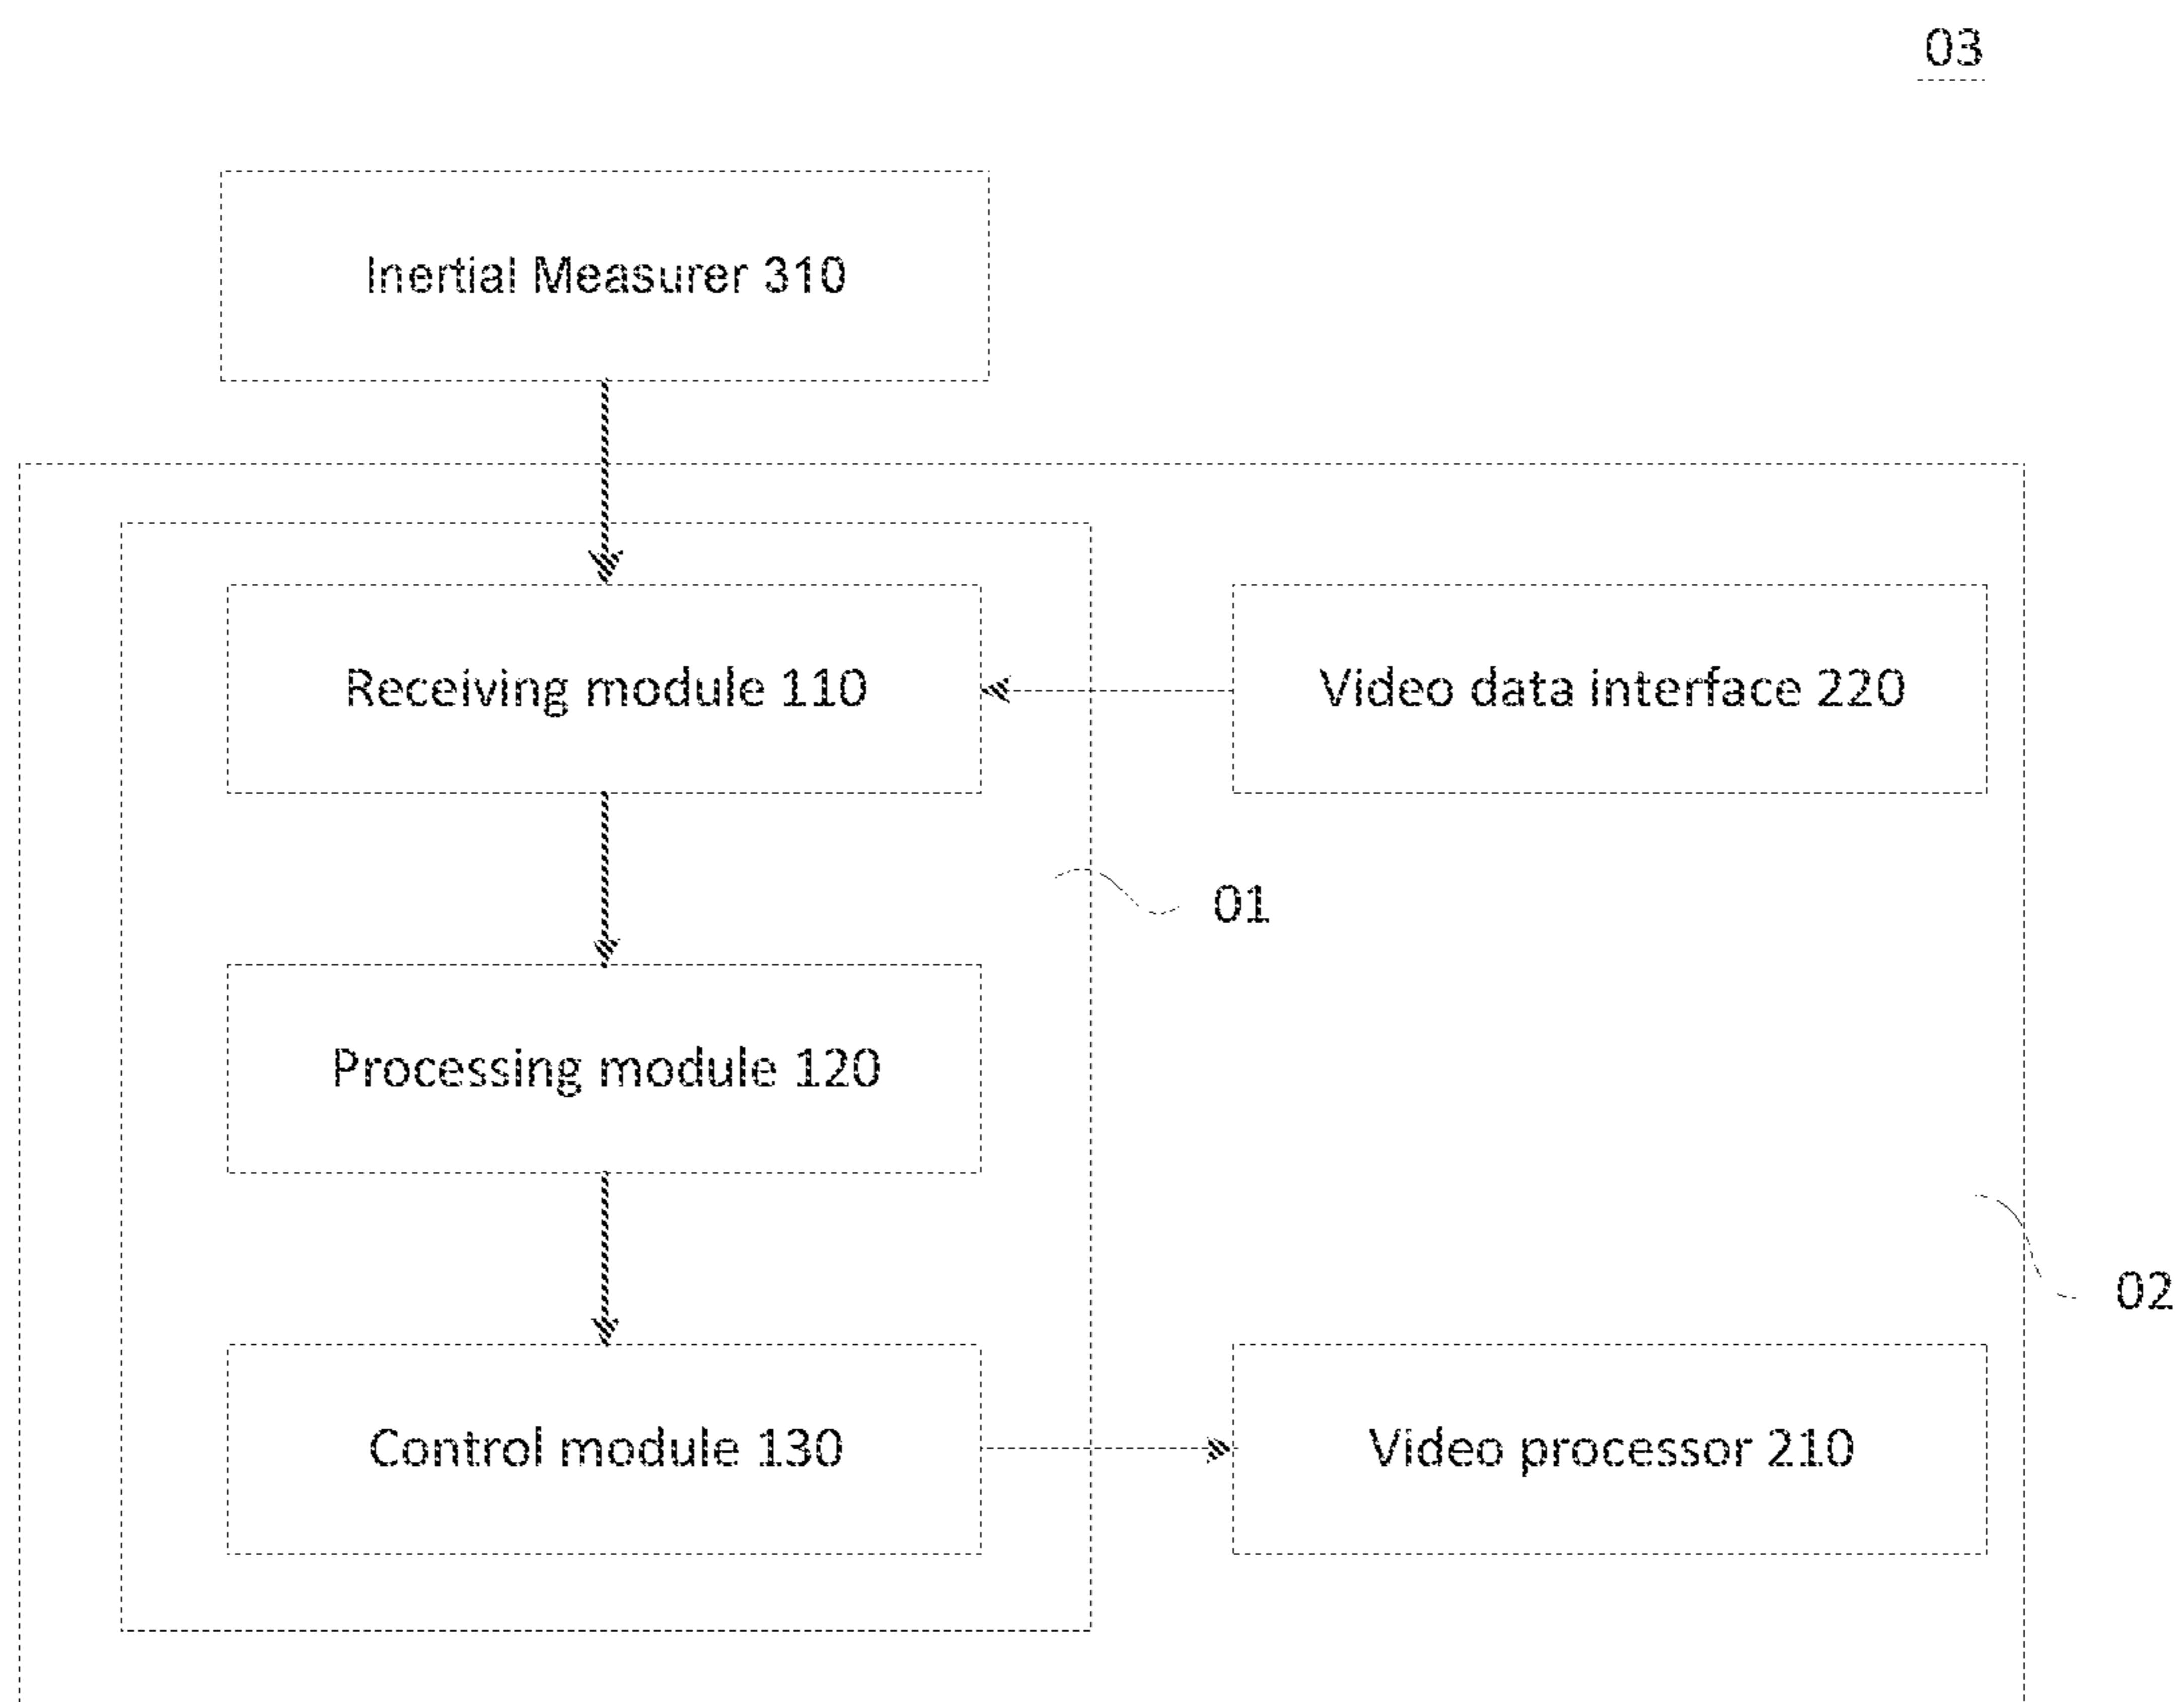 03
Inertial Measurer 310
Receiving module 110
Video data interface 220
01
Processing module 120
02
Control module 130
Video processor 210